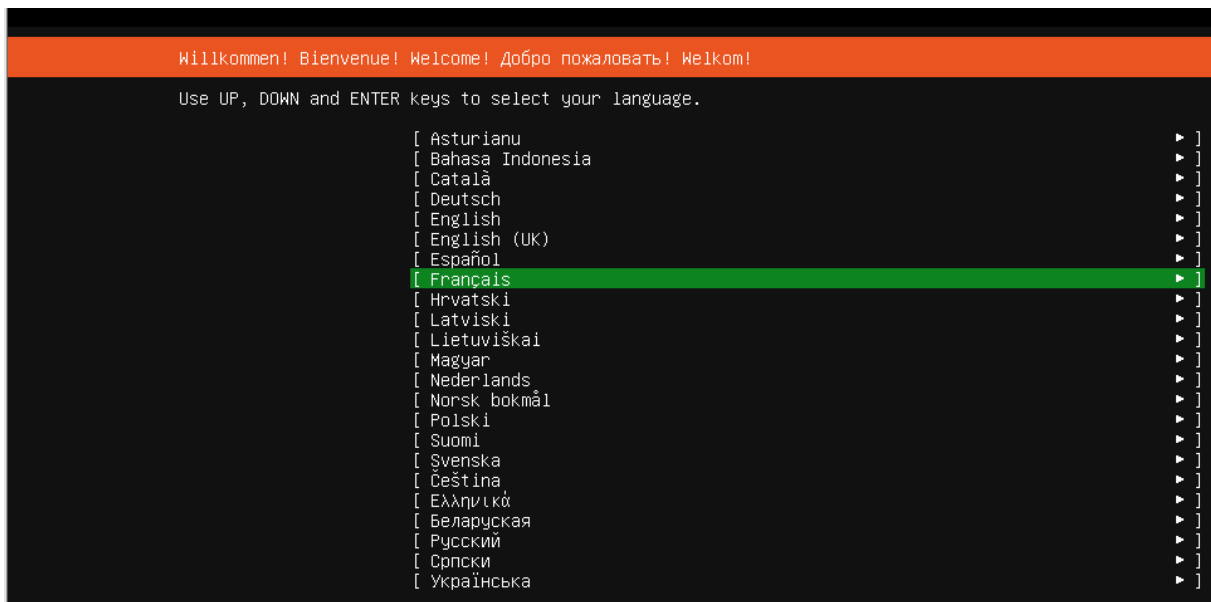 Willkommen! Bienvenue! Welcome! Добро пожаловать! Welkom!
Use UP, DOWN and ENTER keys to select your language.
[ Asturianu ► ]
[ Bahasa Indonesia ► ]
[ Català ► ]
[ Deutsch ► ]
[ English ► ]
[ English (UK) ► ]
[ Español ► ]
[ Français ► ]
[ Hrvatski ► ]
[ Latviski ► ]
[ Lietuviškai ► ]
[ Magyar ► ]
[ Nederlands ► ]
[ Norsk bokmål ► ]
[ Polski ► ]
[ Suomi ► ]
[ Svenska ► ]
[ Čeština ► ]
[ Ελληνικά ► ]
[ Беларуская ► ]
[ Русский ► ]
[ Српски ► ]
[ Українська ► ]